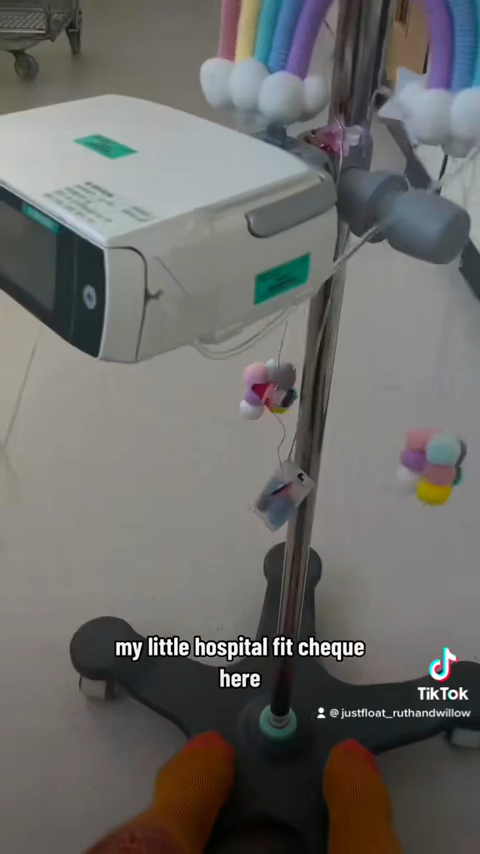 my little hospital fit cheque
here
TikTok
@justfloat_ruthandwillow